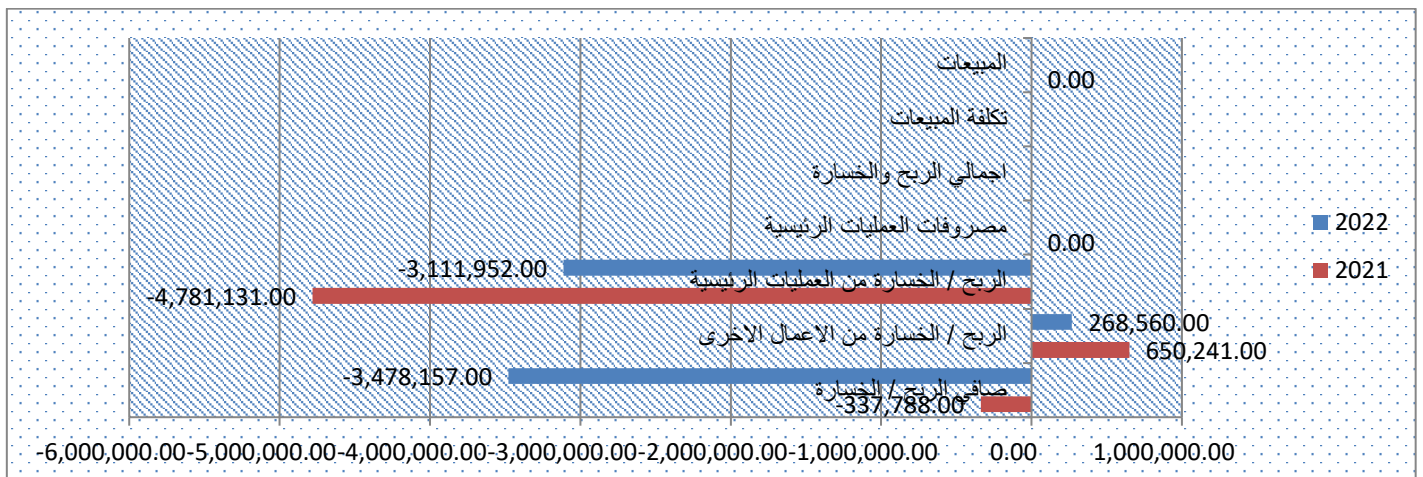 المبيعات
0.00
تكلفة المبيعات
اجمالي الربح والخسارة
مصروفات العمليات الرئيسية
0.00
-3,111,952.00
الربح / الخسارة من العمليات الرئيسية
-4,781,131.00
268,560.00
الربح / الخسارة من الاعمال الاخرى
650,241.00
-3,478,157.00
صافي الربح / الخسارة
-337,788.00
2022
2021
-6,000,000.00 -5,000,000.00 -4,000,000.00 -3,000,000.00 -2,000,000.00 -1,000,000.00 0.00 1,000,000.00